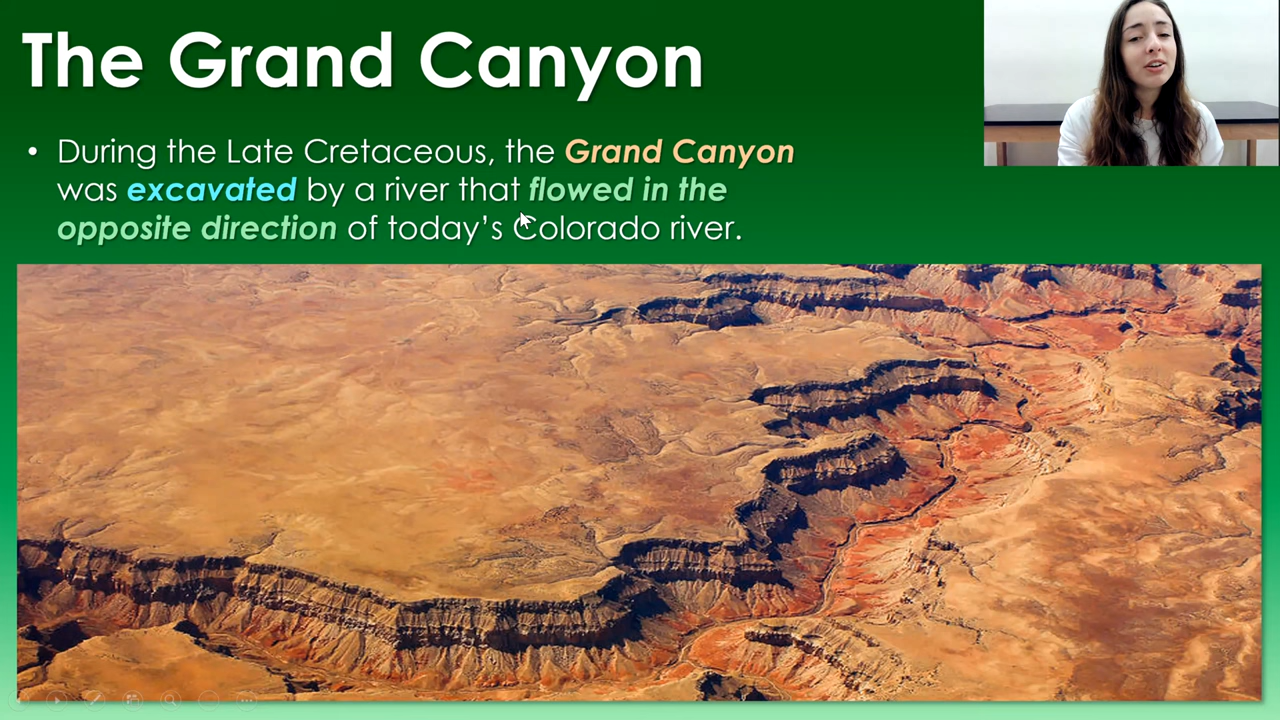 The Grand Canyon
• During the Late Cretaceous, the Grand Canyon
was excavated by a river that flowed in the
opposite direction of today’s Colorado river.